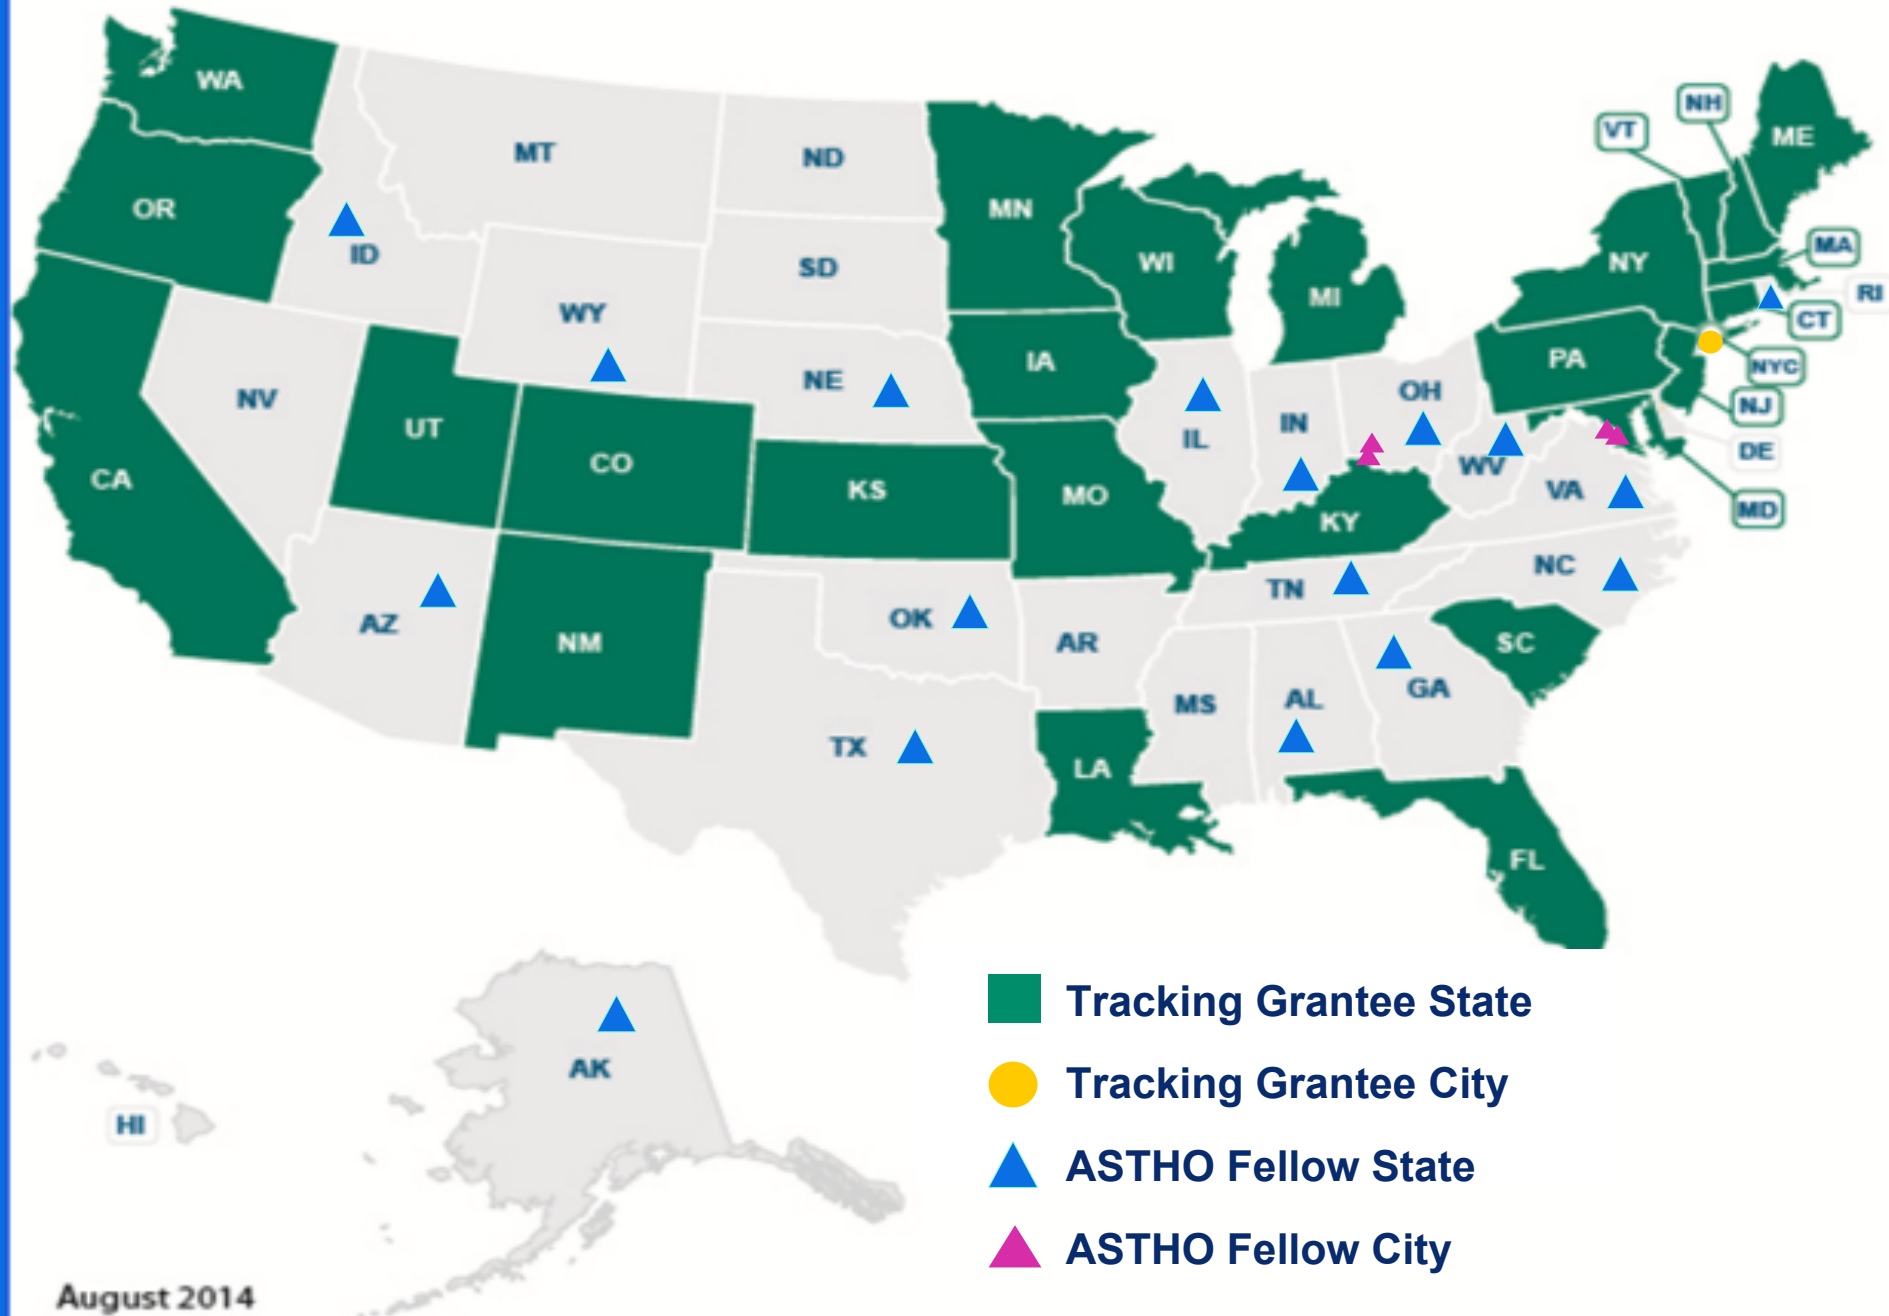 WA
NH
VT
ME
MT
ND
OR
MN
MA
ID
WI
NY
SD
RI
MI
WY
CT
IA
PA
NYC
NE
OH
NV
NJ
UT
IN
IL
DE
CO
WV
CA
KS
VA
MO
MD
KY
NC
TN
AZ
OK
NM
AR
SC
GA
AL
MS
TX
LA
FL
Tracking Grantee State
AK
Tracking Grantee City
HI
ASTHO Fellow State
ASTHO Fellow City
August 2014